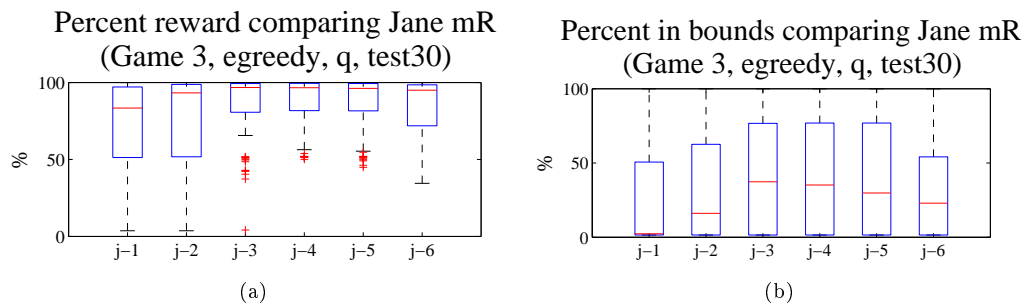 Percent reward comparing Jane mR
(Game 3, egreedy, q, test30)
100
50
0
%
j-1 j-2 j-3 j-4 j-5 j-6
(a)
Percent in bounds comparing Jane mR
(Game 3, egreedy, q, test30)
100
50
0
%
j-1 j-2 j-3 j-4 j-5 j-6
(b)